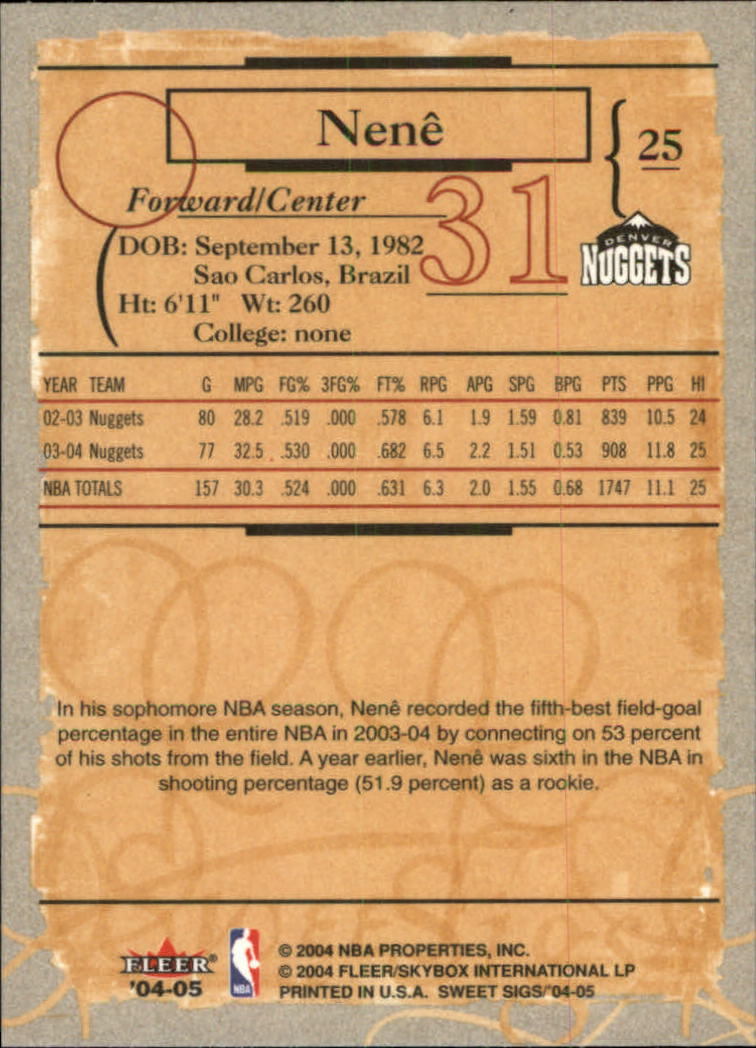 Nenê
25
Forward/Center
31
DOB: September 13, 1982
Sao Carlos, Brazil
Ht: 6'11" Wt: 260
College: none
DENVER
NUGGETS
YEAR TEAM G MPG FG% 3FG% FT% RPG APG SPG BPG PTS PPG HI
02-03 Nuggets 80 28.2 .519 .000 .578 6.1 1.9 1.59 0.81 839 10.5 24
03-04 Nuggets 77 32.5 .530 .000 .682 6.5 2.2 1.51 0.53 908 11.8 25
NBA TOTALS 157 30.3 .524 .000 .631 6.3 2.0 1.55 0.68 1747 11.1 25
In his sophomore NBA season, Nenê recorded the fifth-best field-goal
percentage in the entire NBA in 2003-04 by connecting on 53 percent
of his shots from the field. A year earlier, Nenê was sixth in the NBA in
shooting percentage (51.9 percent) as a rookie.
FLEER®
'04-05
NBA
© 2004 NBA PROPERTIES, INC.
© 2004 FLEER/SKYBOX INTERNATIONAL LP
PRINTED IN U.S.A. SWEET SIGS/'04-05